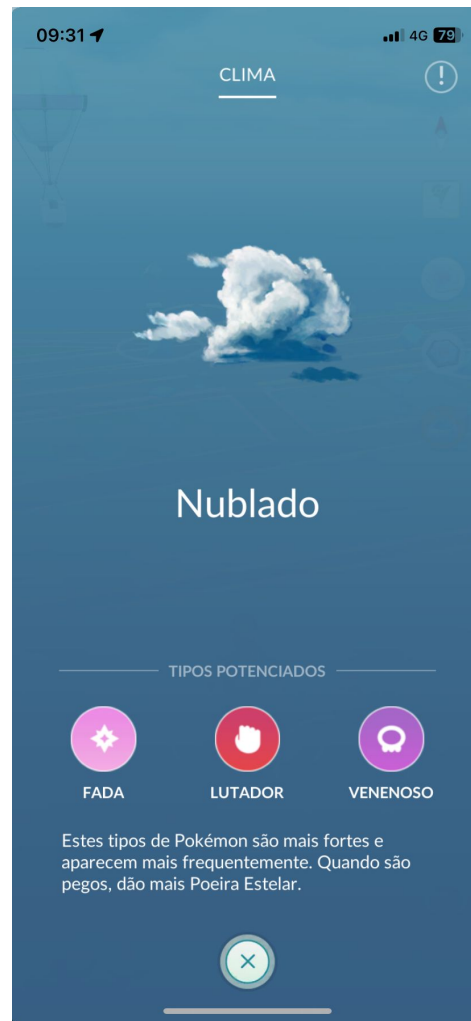 09:31
4G 79
CLIMA
Nublado
TIPOS POTENCIADOS
FADA LUTADOR VENENOSO
Estes tipos de Pokémon são mais fortes e
aparecem mais frequentemente. Quando são
pegos, dão mais Poeira Estelar.